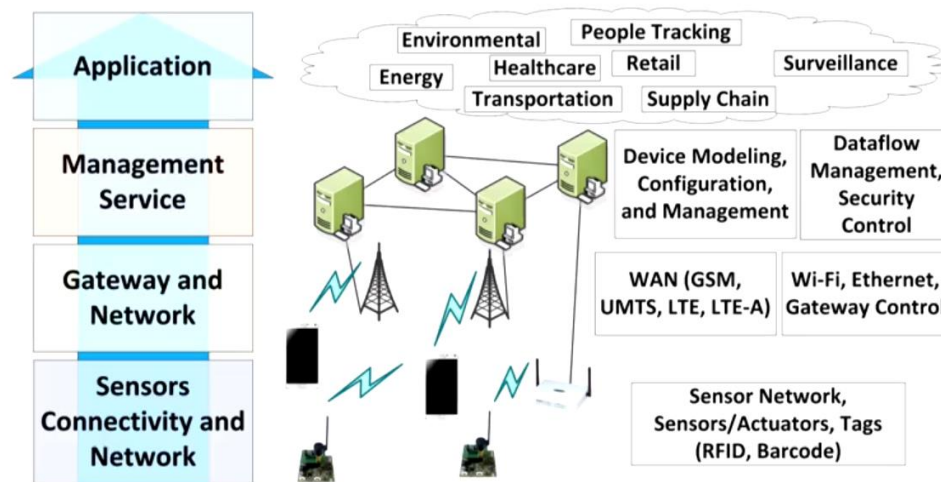 Application
Environmental
People Tracking
Energy
Healthcare
Retail
Surveillance
Transportation
Supply Chain
Management
Service
Device Modeling,
Configuration,
and Management
Dataflow
Management,
Security
Control
Gateway and
Network
WAN (GSM,
UMTS, LTE, LTE-A)
Wi-Fi, Ethernet,
Gateway Control
Sensors
Connectivity and
Network
Sensor Network,
Sensors/Actuators, Tags
(RFID, Barcode)